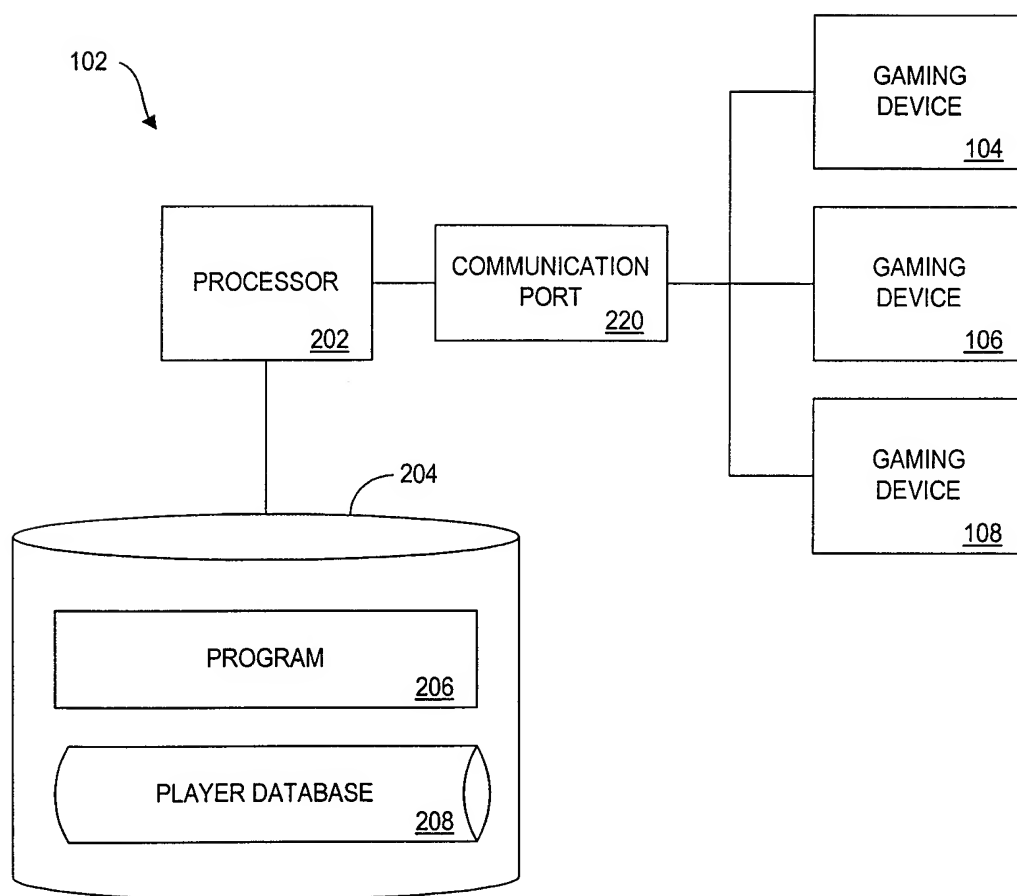 102
GAMING
DEVICE
104
PROCESSOR
202
COMMUNICATION
PORT
220
GAMING
DEVICE
106
GAMING
DEVICE
108
204
PROGRAM
206
PLAYER DATABASE
208